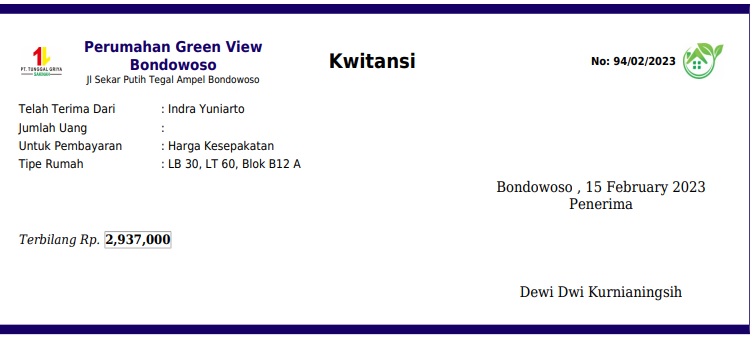 Perumahan Green View
Bondowoso
Jl Sekar Putih Tegal Ampel Bondowoso
PT. TUNGGAL GRIYA
SAKINAH
Kwitansi
No: 94/02/2023
Telah Terima Dari : Indra Yuniarto
Jumlah Uang :
Untuk Pembayaran : Harga Kesepakatan
Tipe Rumah : LB 30, LT 60, Blok B12 A
Bondowoso , 15 February 2023
Penerima
Terbilang Rp. 2,937,000
Dewi Dwi Kurnianingsih